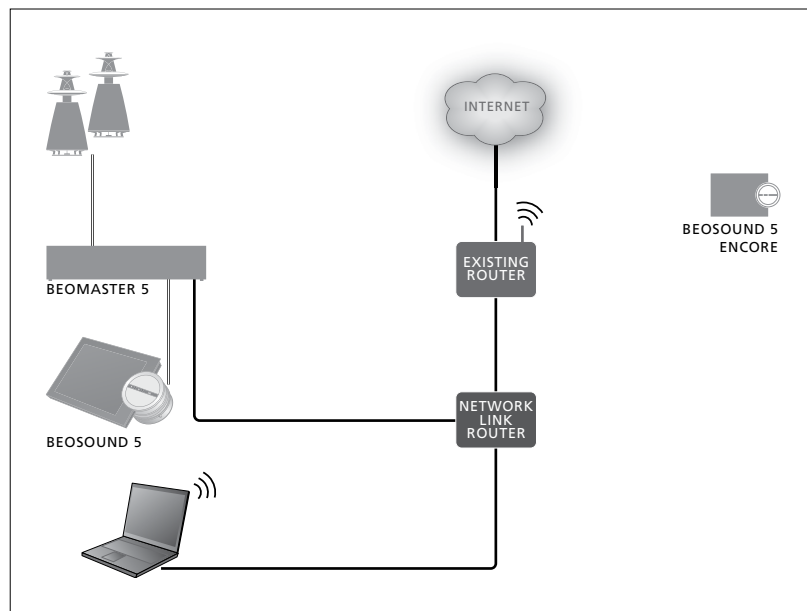 INTERNET
BEOSOUND 5
ENCORE
EXISTING
ROUTER
BEOMASTER 5
NETWORK
LINK
ROUTER
BEOSOUND 5